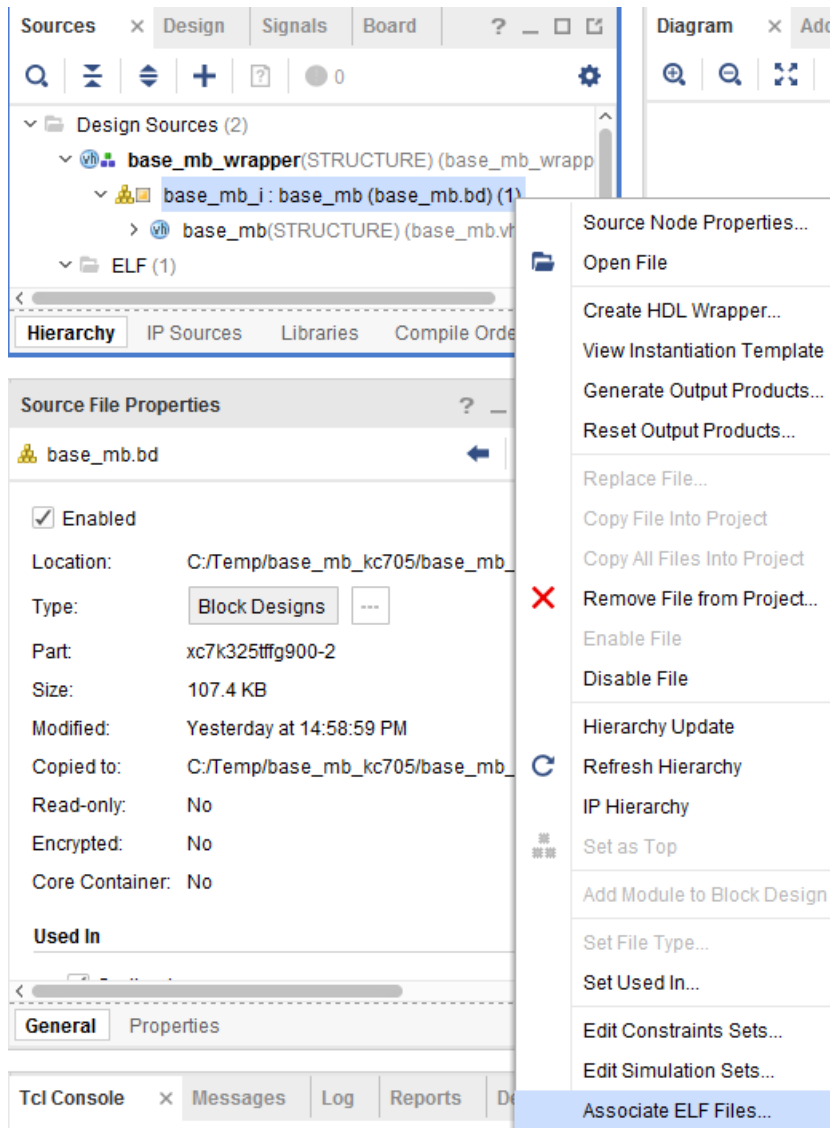 Sources × Design Signals Board ?
Diagram × Add
0
Design Sources (2)
base_mb_wrapper(STRUCTURE) (base_mb_wrapp
base_mb_i : base_mb (base_mb.bd) (1)
base_mb(STRUCTURE) (base_mb.vh
ELF (1)
Hierarchy IP Sources Libraries Compile Orde
Source File Properties ?
base_mb.bd
Enabled
Location: C:/Temp/base_mb_kc705/base_mb_
Type: Block Designs ...
Part: xc7k325tffg900-2
Size: 107.4 KB
Modified: Yesterday at 14:58:59 PM
Copied to: C:/Temp/base_mb_kc705/base_mb_
Read-only: No
Encrypted: No
Core Container: No
Used In
General Properties
Tcl Console × Messages Log Reports De
Source Node Properties...
Open File
Create HDL Wrapper...
View Instantiation Template
Generate Output Products...
Reset Output Products...
Replace File...
Copy File Into Project
Copy All Files Into Project
Remove File from Project...
Enable File
Disable File
Hierarchy Update
Refresh Hierarchy
IP Hierarchy
Set as Top
Add Module to Block Design
Set File Type...
Set Used In...
Edit Constraints Sets...
Edit Simulation Sets...
Associate ELF Files...